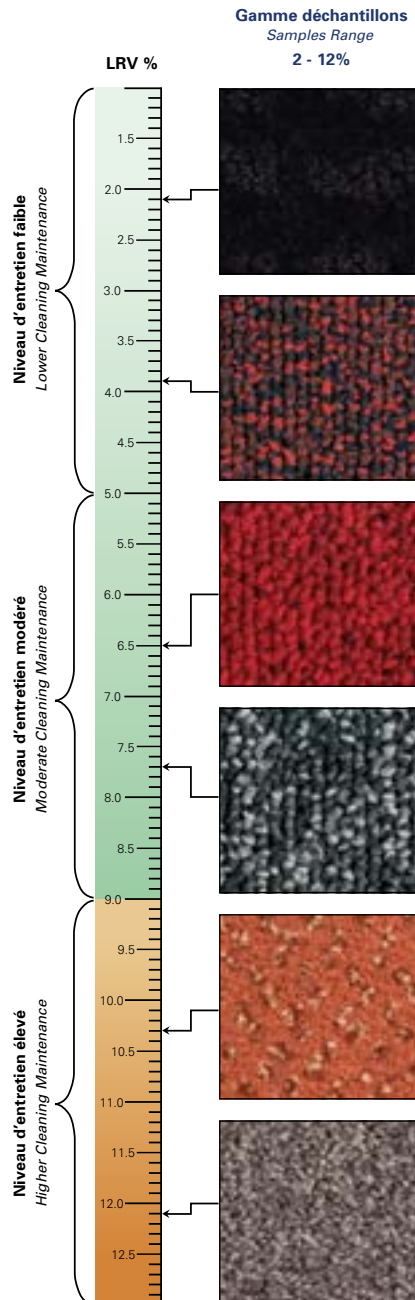 Gamme déchantillons
Samples Range
2 - 12%
LRV %
1.5
2.0
2.5
3.0
3.5
4.0
4.5
5.0
5.5
6.0
6.5
7.0
7.5
8.0
8.5
9.0
9.5
10.0
10.5
11.0
11.5
12.0
12.5
Niveau d'entretien faible
Lower Cleaning Maintenance
Niveau d'entretien modéré
Moderate Cleaning Maintenance
Niveau d'entretien élevé
Higher Cleaning Maintenance